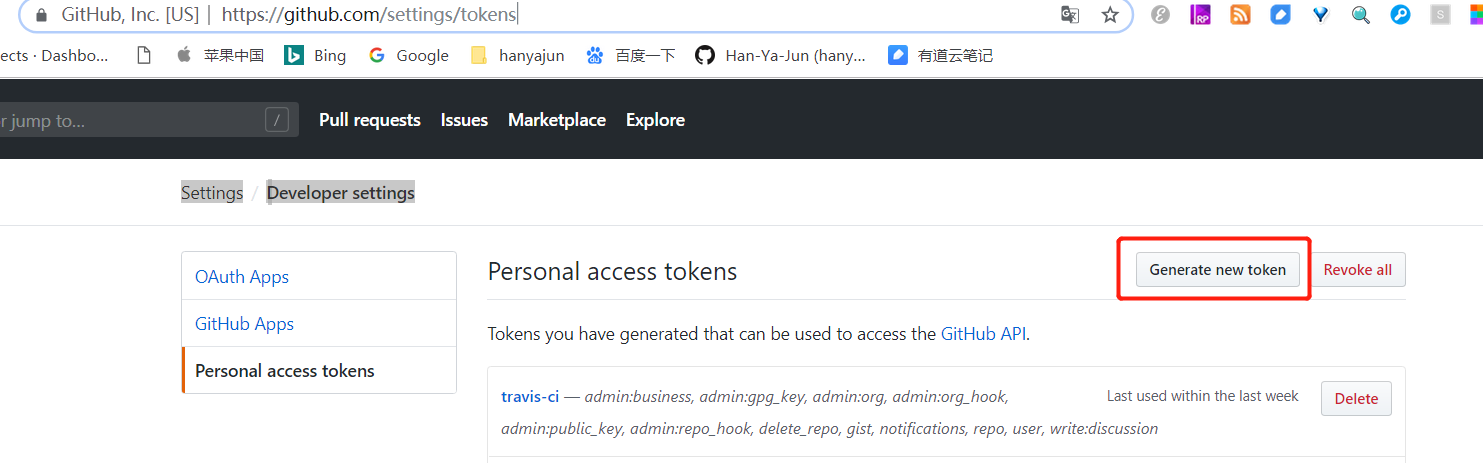 GitHub, Inc. [US] | https://github.com/settings/tokens
ects · Dashbo... 苹果中国 Bing Google hanyajun 百度一下 Han-Ya-Jun (hany... 有道云笔记
r jump to... / Pull requests Issues Marketplace Explore
Settings / Developer settings
OAuth Apps
GitHub Apps
Personal access tokens
Personal access tokens
Generate new token Revoke all
Tokens you have generated that can be used to access the GitHub API.
travis-ci — admin:business, admin:gpg_key, admin:org, admin:org_hook,
admin:public_key, admin:repo_hook, delete_repo, gist, notifications, repo, user, write:discussion
Last used within the last week Delete